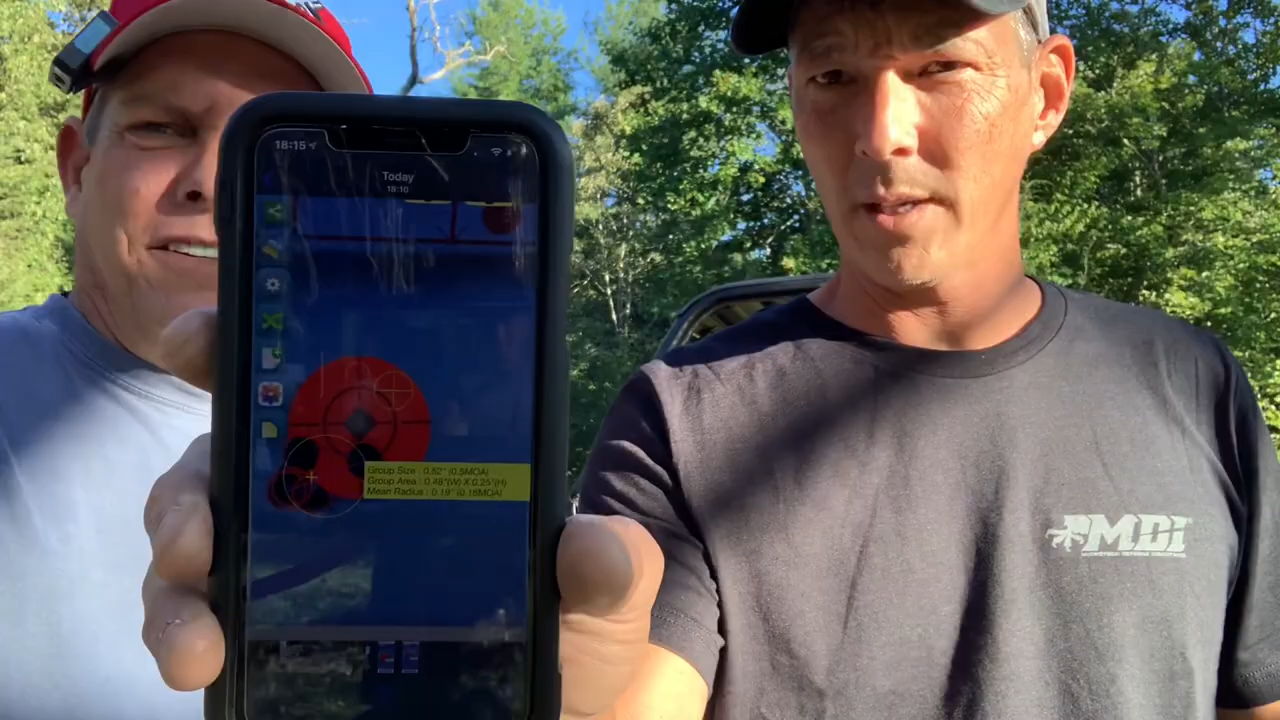 18:15
Today
18:10
Group Size : 0.52" (0.5MOA)
Group Area : 0.48"(W) X 0.25"(H)
Mean Radius : 0.19" (0.18MOA)
MDI